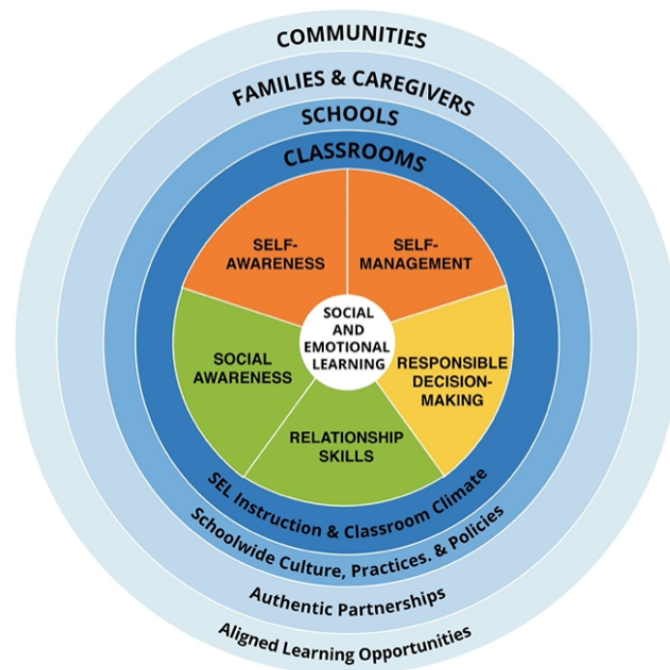 COMMUNITIES
FAMILIES & CAREGIVERS
SCHOOLS
CLASSROOMS
SELF-
AWARENESS
SELF-
MANAGEMENT
SOCIAL
AND
EMOTIONAL
LEARNING
SOCIAL
AWARENESS
RESPONSIBLE
DECISION-
MAKING
RELATIONSHIP
SKILLS
SEL Instruction & Classroom Climate
Schoolwide Culture, Practices. & Policies
Authentic Partnerships
Aligned Learning Opportunities